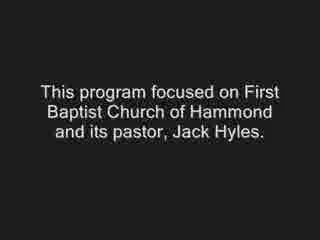 This program focused on First
Baptist Church of Hammond
and its pastor, Jack Hyles.